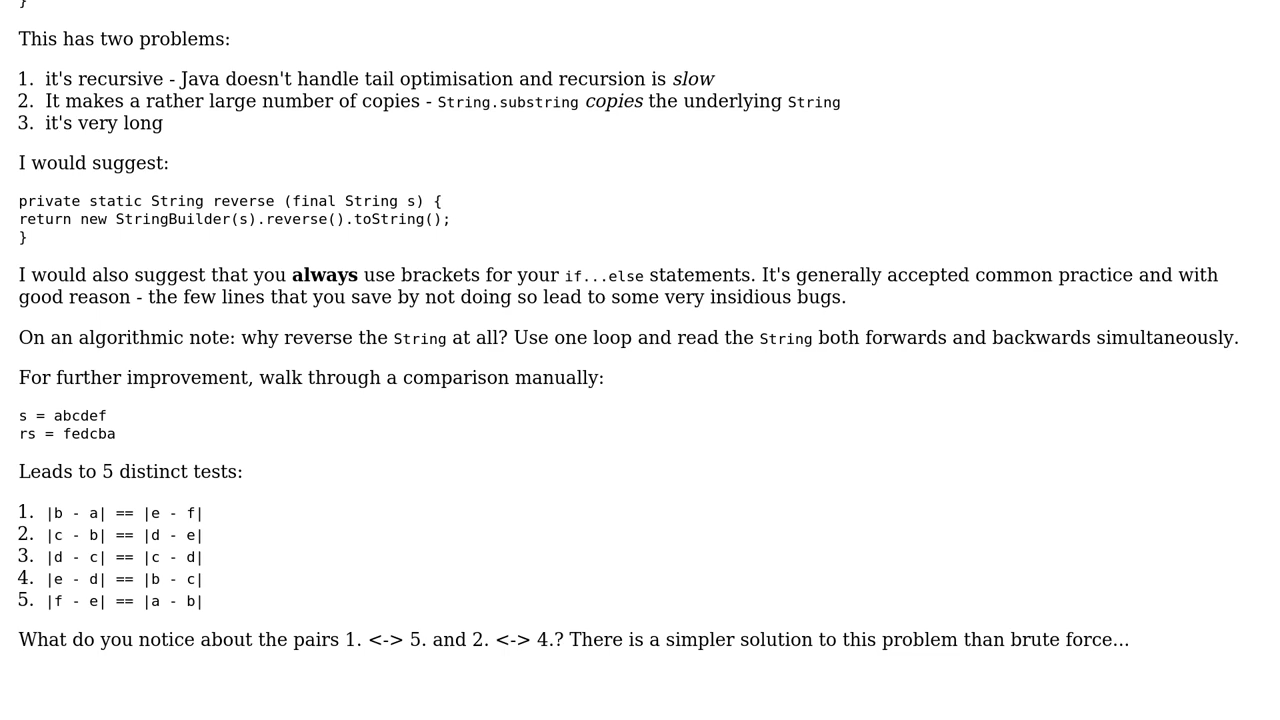 }
This has two problems:
1. it's recursive - Java doesn't handle tail optimisation and recursion is slow
2. It makes a rather large number of copies - String.substring copies the underlying String
3. it's very long
I would suggest:
private static String reverse (final String s) {
return new StringBuilder(s).reverse().toString();
}
I would also suggest that you always use brackets for your if...else statements. It's generally accepted common practice and with
good reason - the few lines that you save by not doing so lead to some very insidious bugs.
On an algorithmic note: why reverse the String at all? Use one loop and read the String both forwards and backwards simultaneously.
For further improvement, walk through a comparison manually:
s = abcdef
rs = fedcba
Leads to 5 distinct tests:
1. |b - a| == |e - f|
2. |c - b| == |d - e|
3. |d - c| == |c - d|
4. |e - d| == |b - c|
5. |f - e| == |a - b|
What do you notice about the pairs 1. <-> 5. and 2. <-> 4.? There is a simpler solution to this problem than brute force...